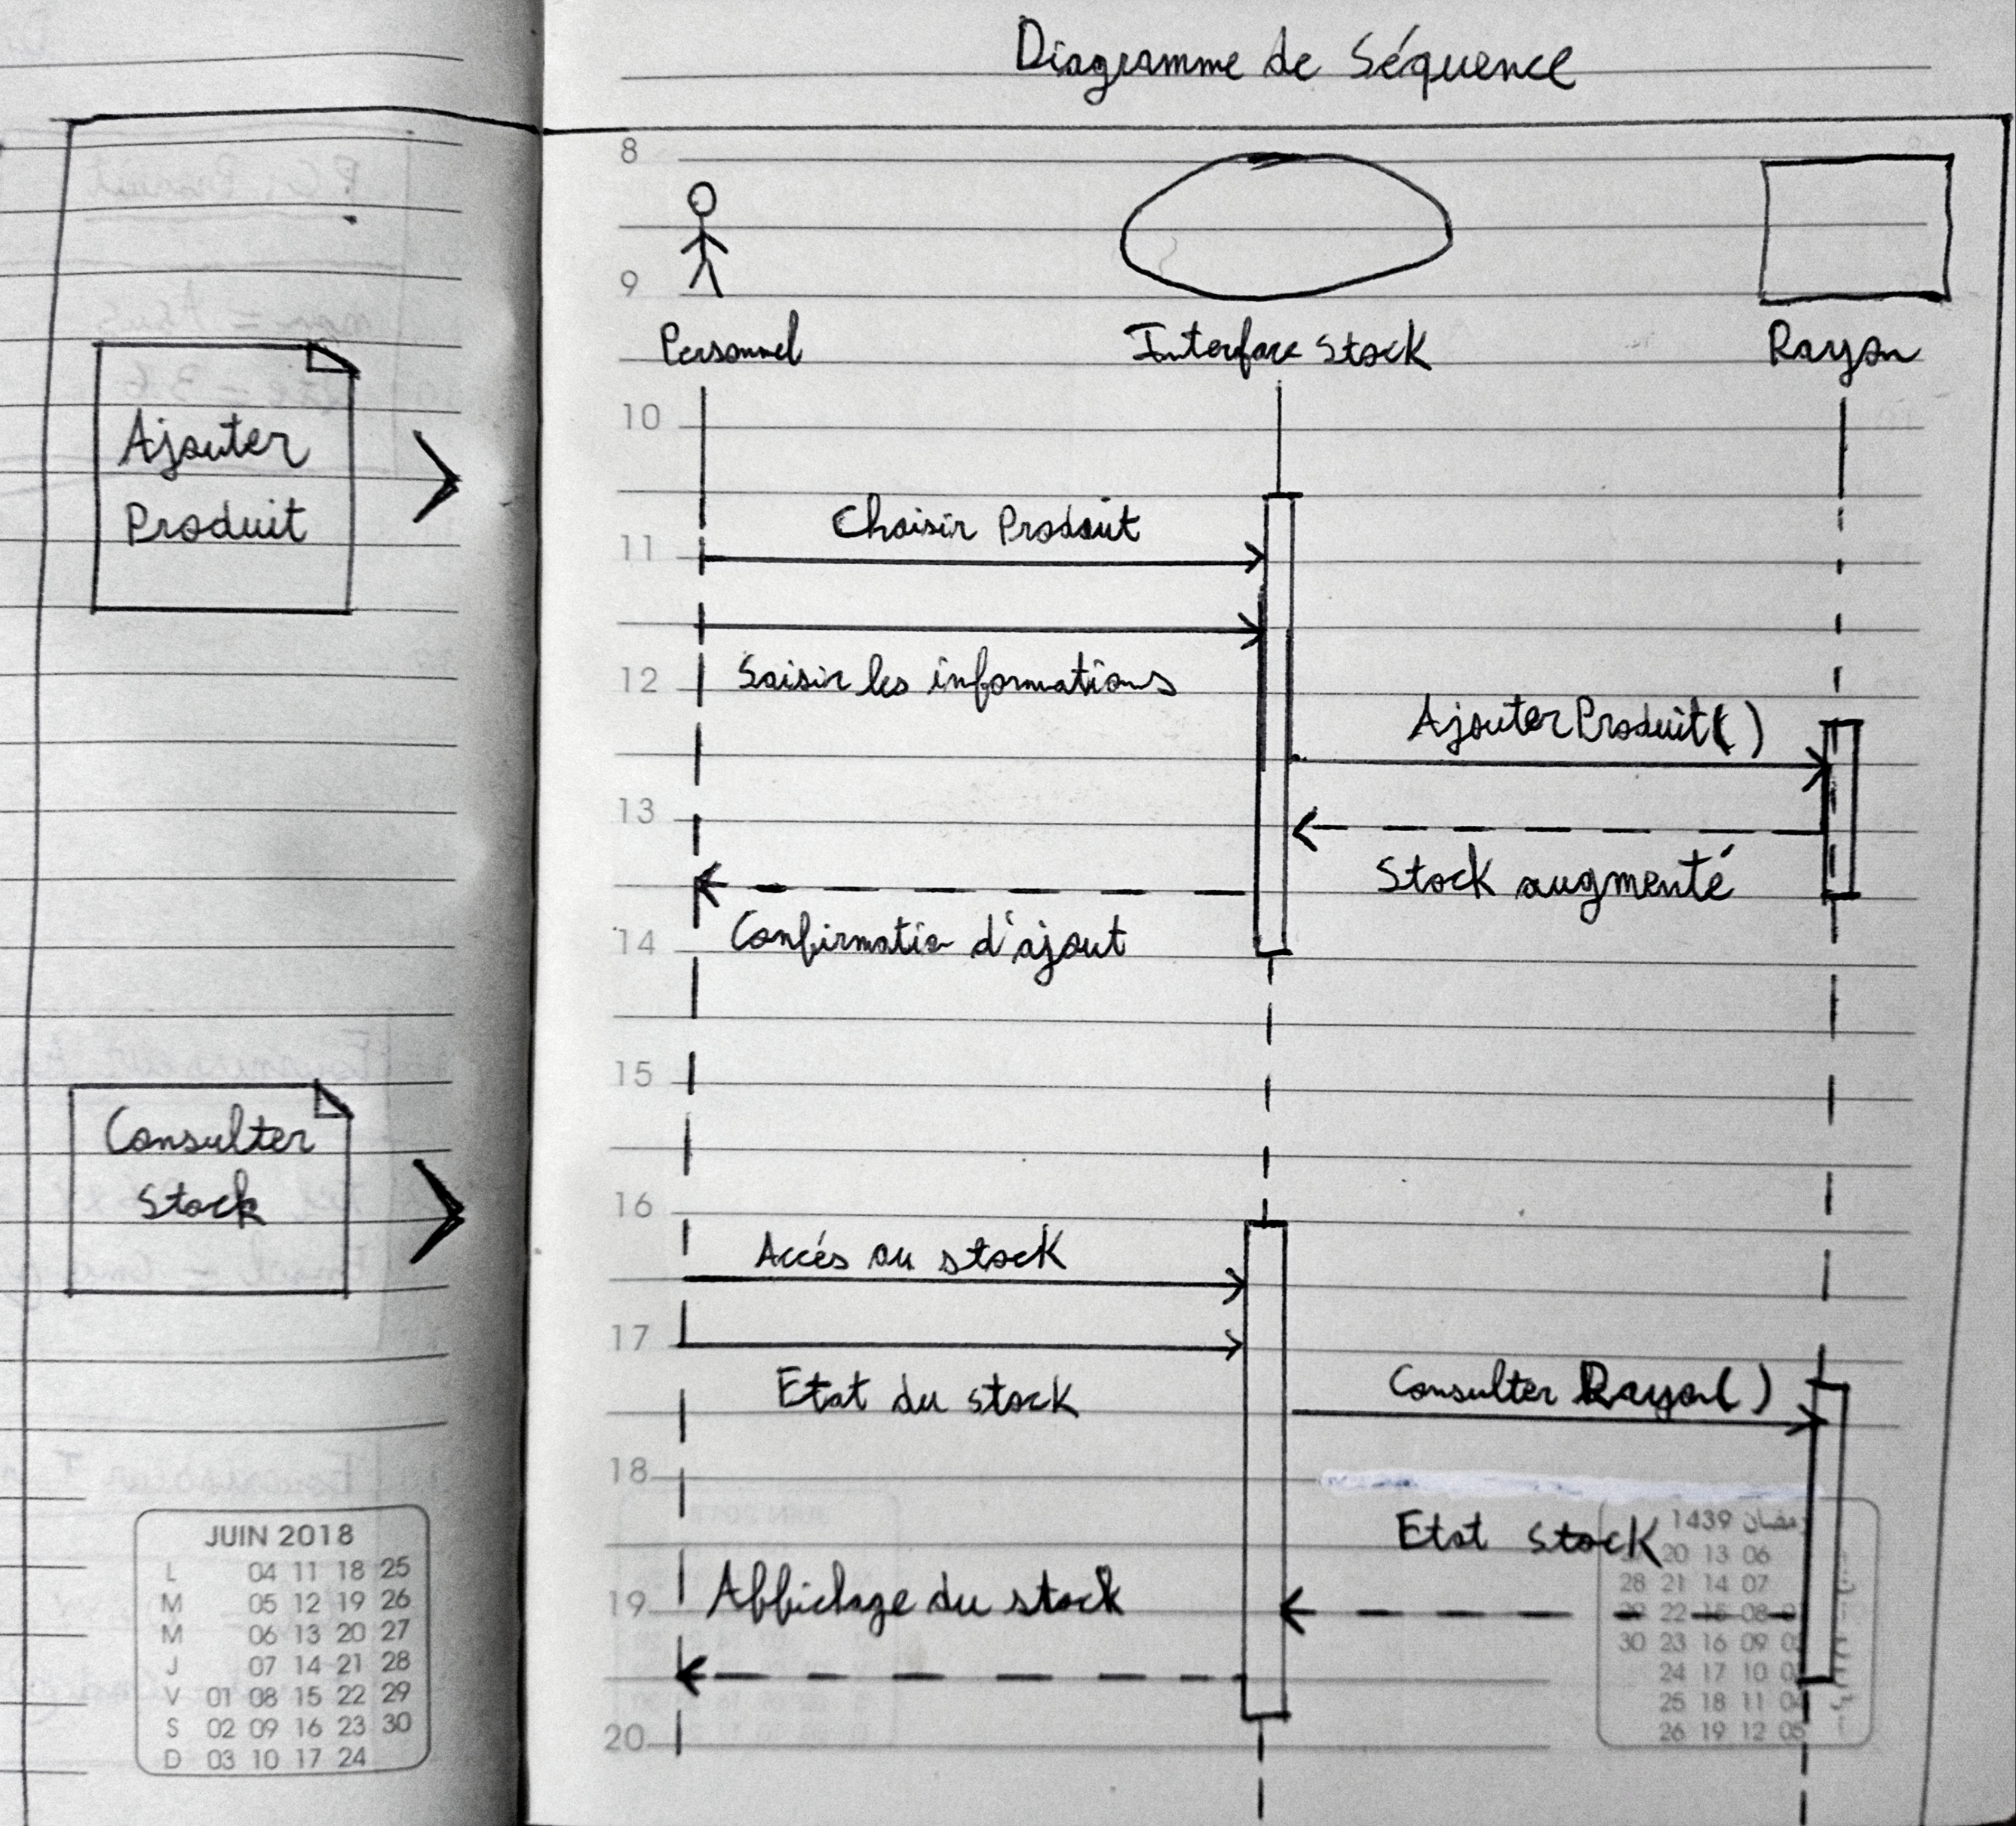 Diagramme de Séquence
8
9
Personnel
Interface Stock
Rayon
10
Ajouter
Produit
Choisir Produit
11
Saisir les informations
12
AjouterProduit()
13
Stock augmenté
Confirmation d'ajout
14
15
Consulter
Stock
16
Accés au stock
17
Etat du stock
Consulter Rayon()
18
Etat stock
Affichage du stock
19
20
JUIN 2018
L 04 11 18 25
M 05 12 19 26
M 06 13 20 27
J 07 14 21 28
V 01 08 15 22 29
S 02 09 16 23 30
D 03 10 17 24
رمضان 1439
20 13 06
28 21 14 07
22 15 08
30 23 16 09
24 17 10
25 18 11
26 19 12 05